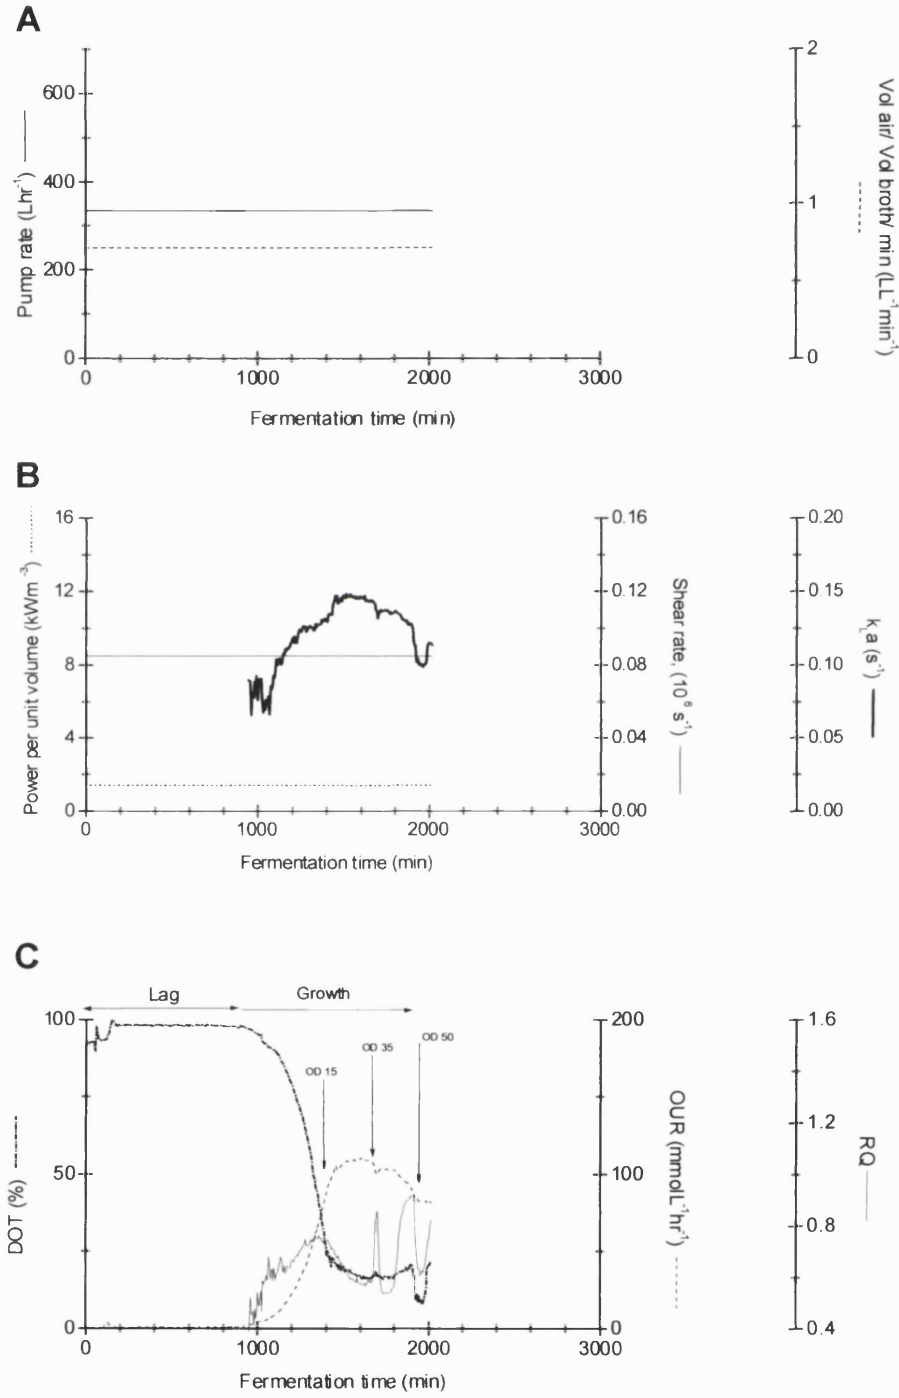 A
Pump rate (Lhr⁻¹)
600
400
200
0
0 1000 2000 3000
Fermentation time (min)
2
1
0
Vol air/ Vol broth/ min (LL⁻¹min⁻¹)
B
Power per unit volume (kWm⁻³)
16
12
8
4
0
0 1000 2000 3000
Fermentation time (min)
0.16
0.12
0.08
0.04
0.00
Shear rate, (10⁶ s⁻¹)
0.20
0.15
0.10
0.05
0.00
kLa (s⁻¹)
C
Lag
Growth
DOT (%)
100
50
0
OD 15
OD 35
OD 50
0 1000 2000 3000
Fermentation time (min)
200
100
0
OUR (mmolL⁻¹hr⁻¹)
1.6
1.2
0.8
0.4
RQ